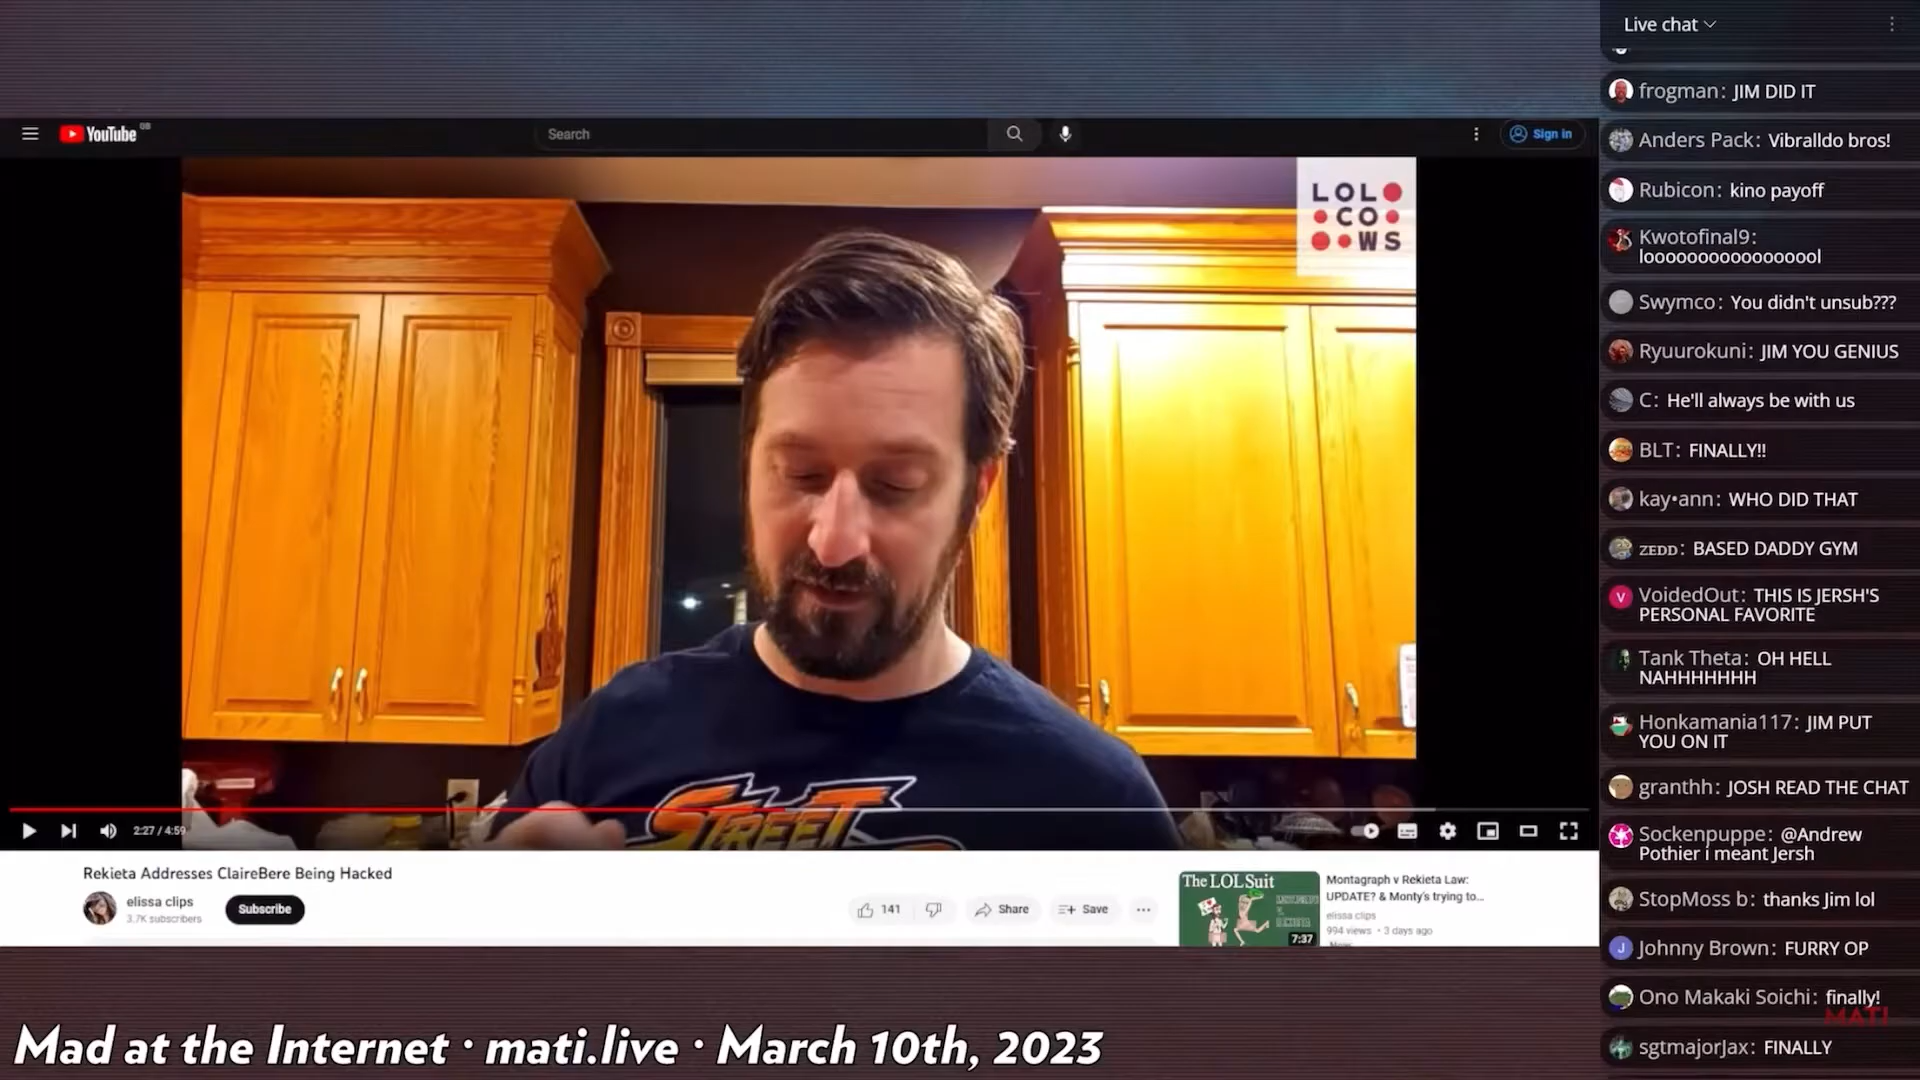 YouTube GB
Search
Sign in
LOL
CO
WS
STREET
2:27 / 4:59
Rekieta Addresses ClaireBere Being Hacked
elissa clips
3.7K subscribers
Subscribe
141
Share
Save
The LOL Suit
7:37
Montagraph v Rekieta Law:
UPDATE? & Monty's trying to...
elissa clips
994 views • 3 days ago
Mad at the Internet · mati.live · March 10th, 2023
Live chat
frogman: JIM DID IT
Anders Pack: Vibralldo bros!
Rubicon: kino payoff
Kwotofinal9:
looooooooooooooool
Swymco: You didn't unsub???
Ryuurokuni: JIM YOU GENIUS
C: He'll always be with us
BLT: FINALLY!!
kay•ann: WHO DID THAT
ZEDD: BASED DADDY GYM
V
VoidedOut: THIS IS JERSH'S
PERSONAL FAVORITE
Tank Theta: OH HELL
NAHHHHHHH
Honkamania117: JIM PUT
YOU ON IT
granthh: JOSH READ THE CHAT
Sockenpuppe: @Andrew
Pothier i meant Jersh
StopMoss b: thanks Jim lol
J
Johnny Brown: FURRY OP
Ono Makaki Soichi: finally!
MATI
sgtmajorJax: FINALLY